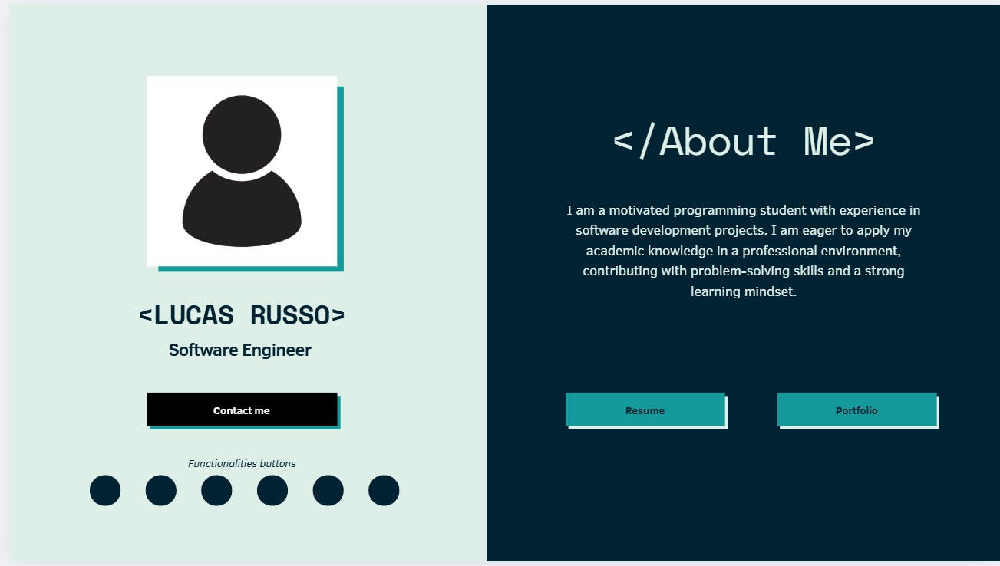 <LUCAS RUSSO>
Software Engineer
Contact me
Functionalities buttons
</About Me>
I am a motivated programming student with experience in
software development projects. I am eager to apply my
academic knowledge in a professional environment,
contributing with problem-solving skills and a strong
learning mindset.
Resume
Portfolio